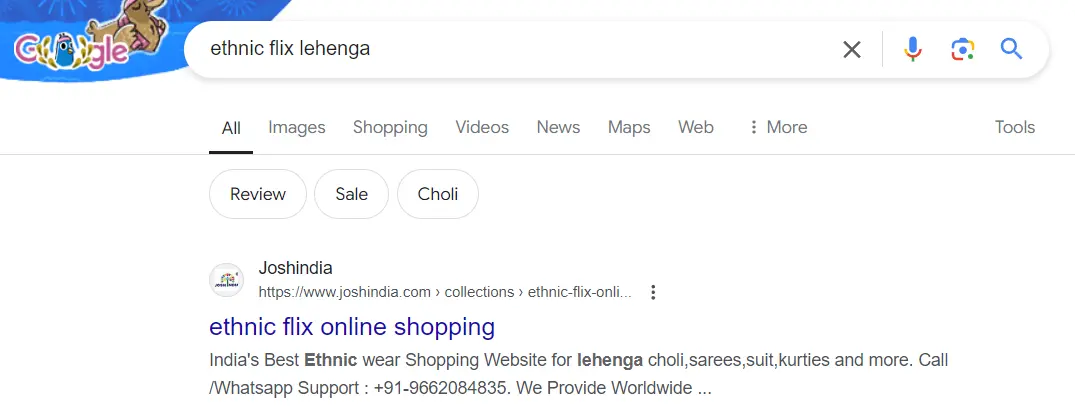 Google
ethnic flix lehenga
All Images Shopping Videos News Maps Web More Tools
Review Sale Choli
Joshindia
https://www.joshindia.com › collections › ethnic-flix-onli...
ethnic flix online shopping
India's Best Ethnic wear Shopping Website for lehenga choli,sarees,suit,kurties and more. Call
/Whatsapp Support : +91-9662084835. We Provide Worldwide ...